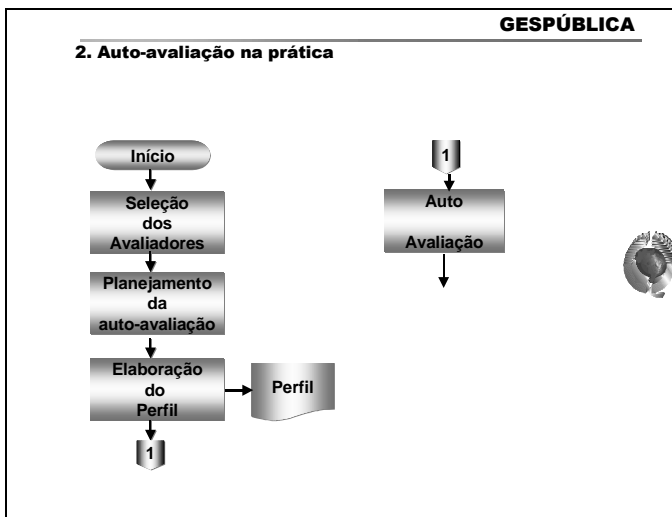 GESPÚBLICA
2. Auto-avaliação na prática
Início
Seleção
dos
Avaliadores
Planejamento
da
auto-avaliação
Elaboração
do
Perfil
Perfil
1
1
Auto
Avaliação